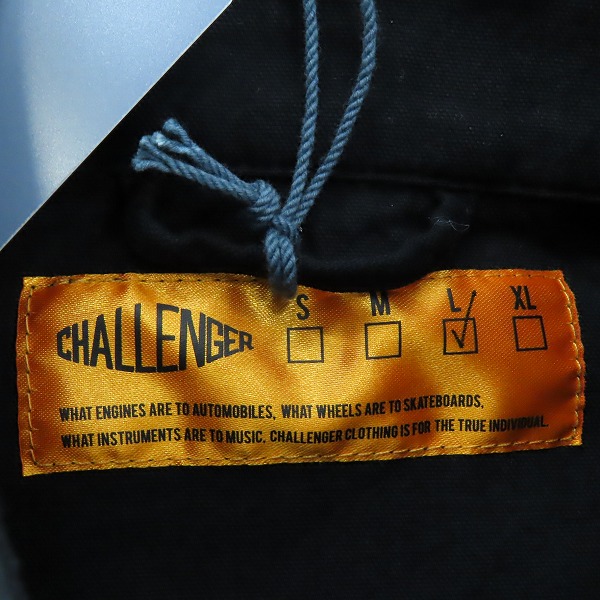 CHALLENGER
S M L XL
WHAT ENGINES ARE TO AUTOMOBILES, WHAT WHEELS ARE TO SKATEBOARDS,
WHAT INSTRUMENTS ARE TO MUSIC. CHALLENGER CLOTHING IS FOR THE TRUE INDIVIDUAL.